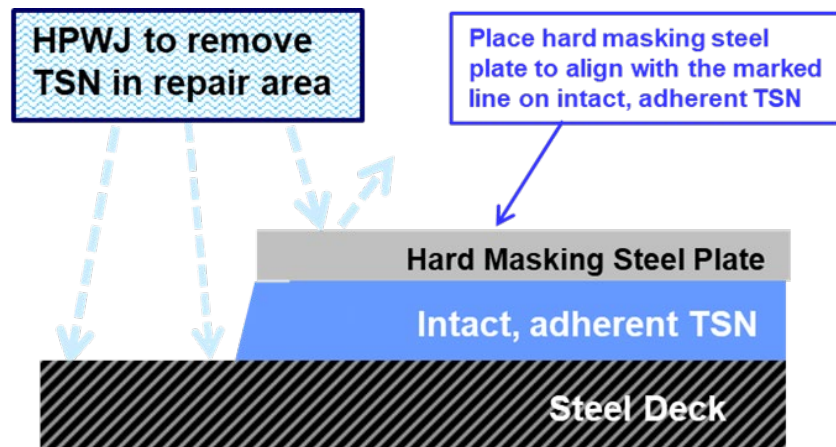 HPWJ to remove
TSN in repair area
Place hard masking steel
plate to align with the marked
line on intact, adherent TSN
Hard Masking Steel Plate
Intact, adherent TSN
Steel Deck